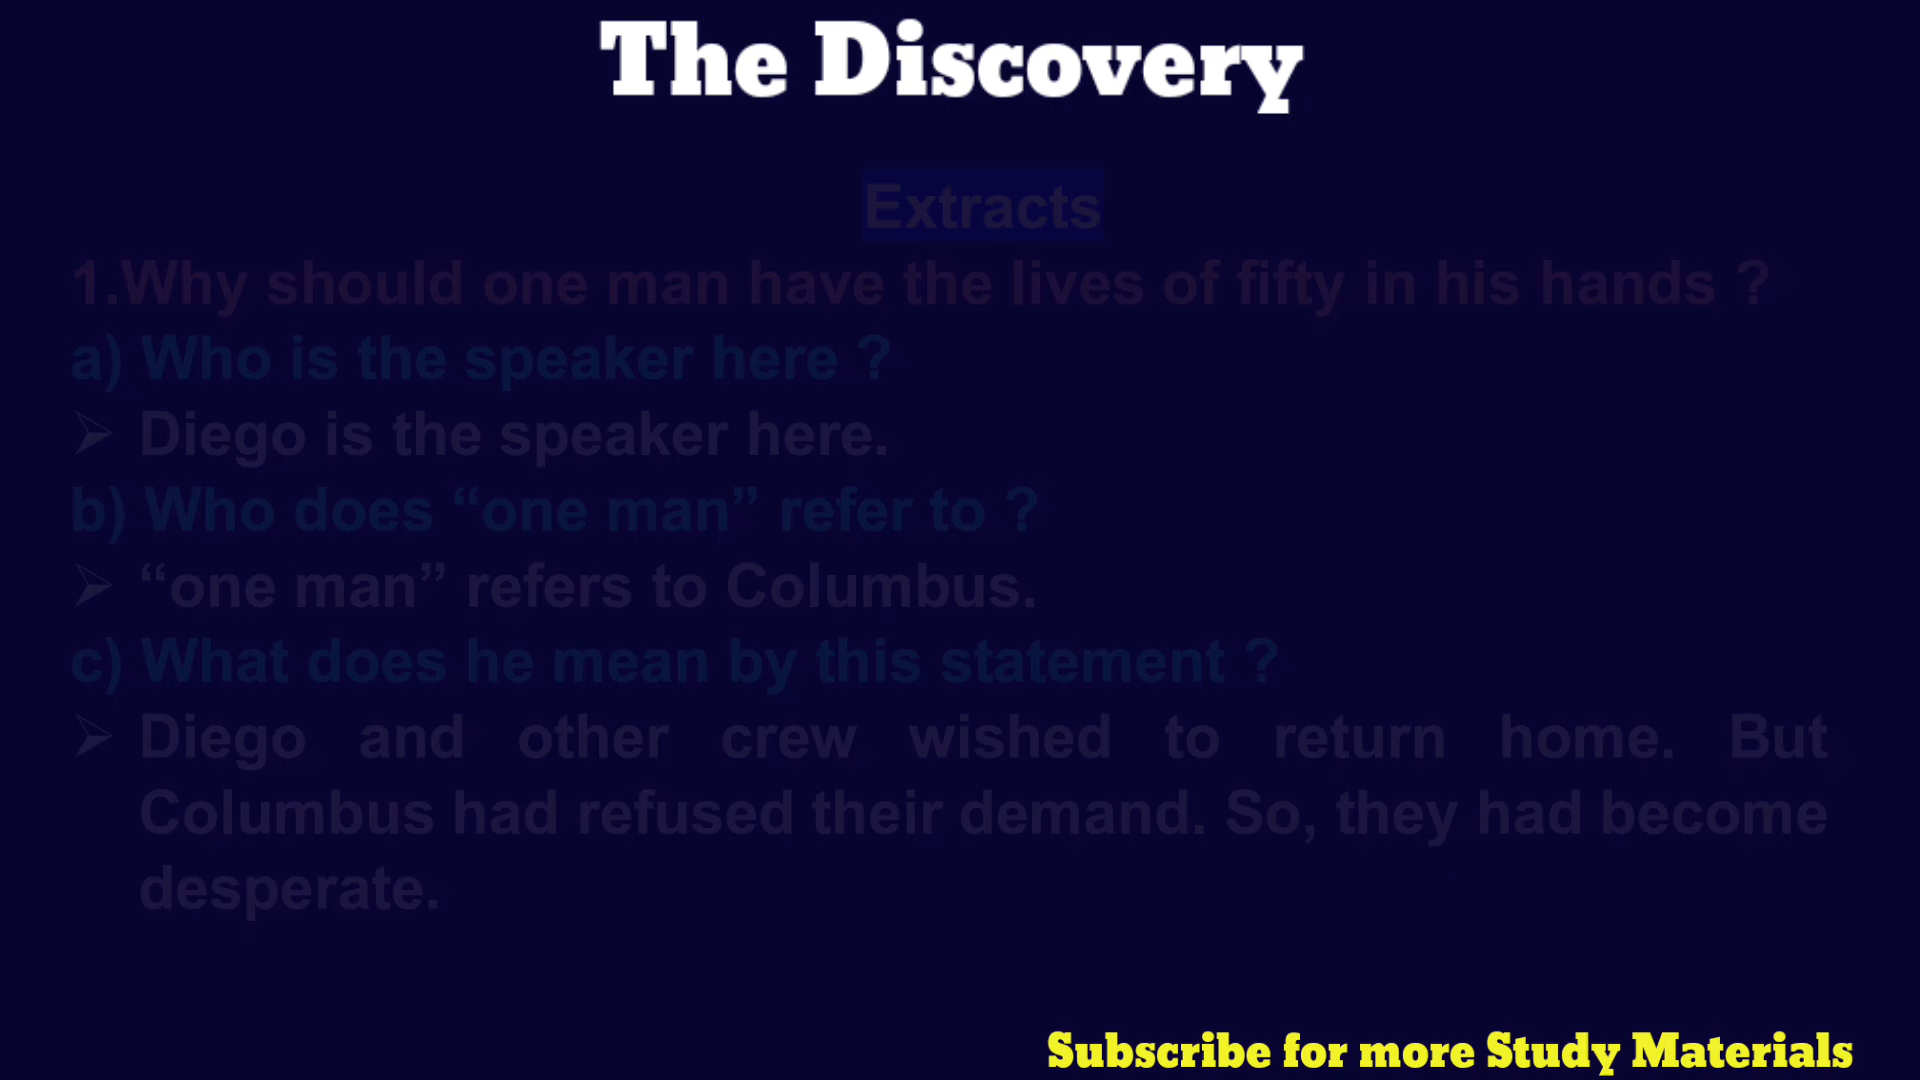 The Discovery
Extracts
1.Why should one man have the lives of fifty in his hands ?
a) Who is the speaker here ?
➢ Diego is the speaker here.
b) Who does “one man” refer to ?
➢ “one man” refers to Columbus.
c) What does he mean by this statement ?
➢ Diego and other crew wished to return home. But
Columbus had refused their demand. So, they had become
desperate.
Subscribe for more Study Materials